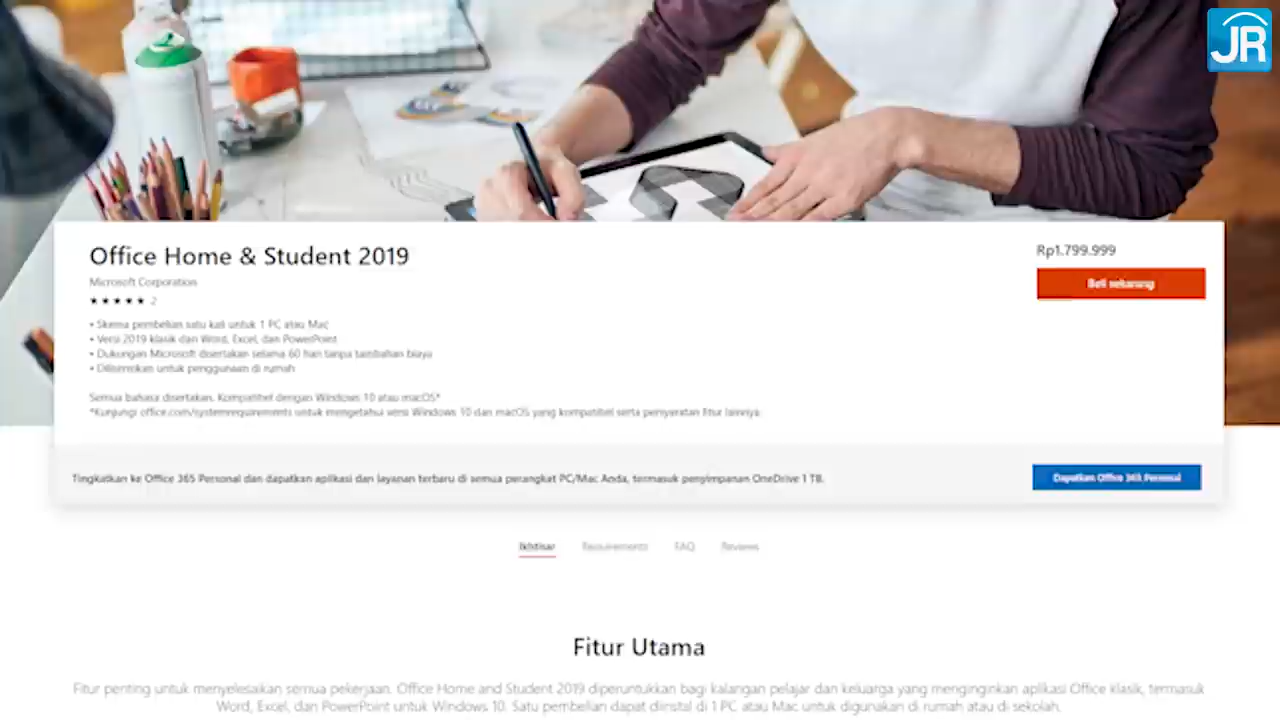 JR
Office Home & Student 2019
Rp1.799.999
Microsoft Corporation
Beli sekarang
★★★★★ 2
• Skema pembelian satu kali untuk 1 PC atau Mac
• Versi 2019 klasik dari Word, Excel, dan PowerPoint
• Dukungan Microsoft disertakan selama 60 hari tanpa tambahan biaya
• Dilisensikan untuk penggunaan di rumah
Semua bahasa disertakan. Kompatibel dengan Windows 10 atau macOS*
*Kunjungi office.com/systemrequirements untuk mengetahui versi Windows 10 dan macOS yang kompatibel serta persyaratan fitur lainnya.
Tingkatkan ke Office 365 Personal dan dapatkan aplikasi dan layanan terbaru di semua perangkat PC/Mac Anda, termasuk penyimpanan OneDrive 1 TB.
Dapatkan Office 365 Personal
Ikhtisar Requirements FAQ Reviews
Fitur Utama
Fitur penting untuk menyelesaikan semua pekerjaan. Office Home and Student 2019 diperuntukkan bagi kalangan pelajar dan keluarga yang menginginkan aplikasi Office klasik, termasuk
Word, Excel, dan PowerPoint untuk Windows 10. Satu pembelian dapat diinstal di 1 PC atau Mac untuk digunakan di rumah atau di sekolah.